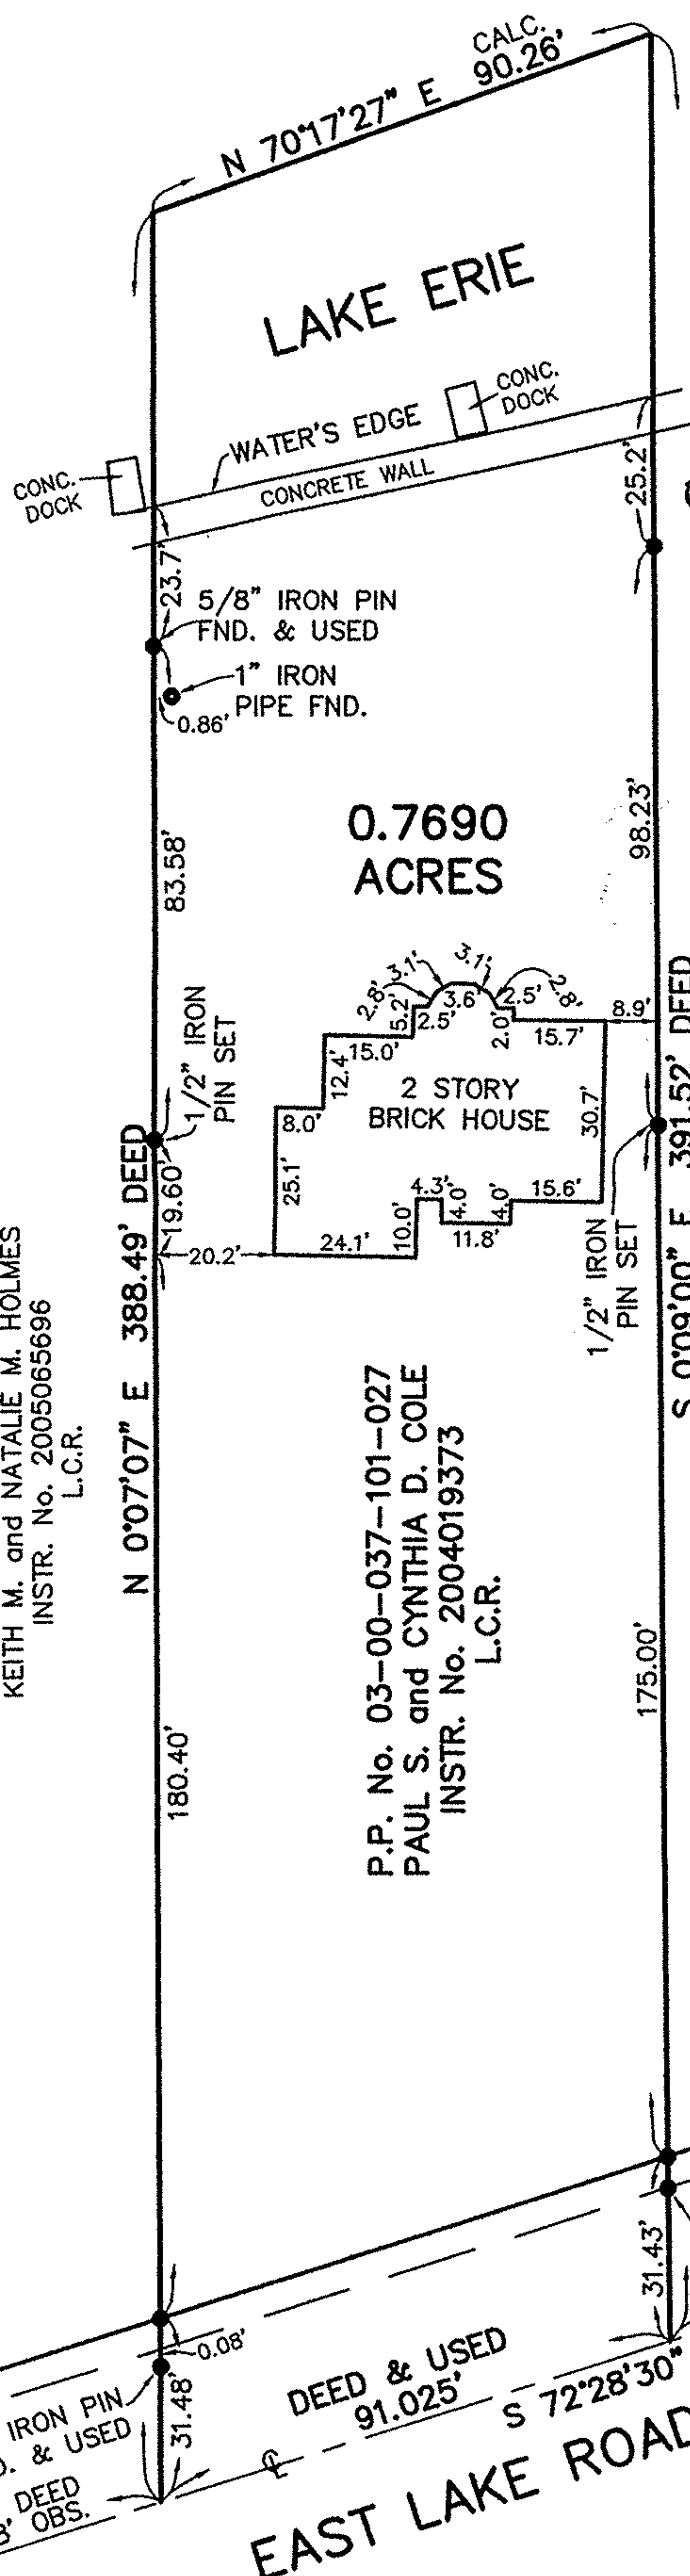 CALC.
N 70°17'27" E 90.26'
LAKE ERIE
CONC.
DOCK
WATER'S EDGE
CONC.
DOCK
CONCRETE WALL
25.2'
23.7'
5/8" IRON PIN
FND. & USED
1" IRON
PIPE FND.
0.86'
83.58'
98.23'
0.7690
ACRES
1/2" IRON
PIN SET
2.8'
3.1'
3.1'
2.8'
5.2'
2.5'
3.6'
2.5'
2.0'
15.7'
8.9'
15.0'
12.4'
8.0'
25.1'
2 STORY
BRICK HOUSE
30.7'
4.3'
4.0'
4.0'
15.6'
10.0'
11.8'
24.1'
20.2'
19.60'
1/2" IRON
PIN SET
N 0°07'07" E 388.49' DEED
S 0°09'00" E 391.52' DEED
KEITH M. and NATALIE M. HOLMES
INSTR. No. 2005065696
L.C.R.
P.P. No. 03-00-037-101-027
PAUL S. and CYNTHIA D. COLE
INSTR. No. 2004019373
L.C.R.
180.40'
175.00'
31.43'
0.08'
31.48'
IRON PIN
D. & USED
DEED
8' OBS.
DEED & USED
91.025'
S 72°28'30"
EAST LAKE ROAD